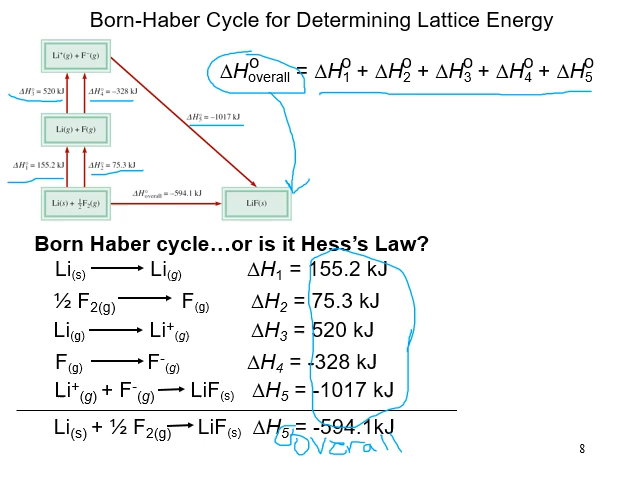 Born-Haber Cycle for Determining Lattice Energy
Li⁺(g) + F⁻(g)
ΔH°overall = ΔH°1 + ΔH°2 + ΔH°3 + ΔH°4 + ΔH°5
ΔH°3 = 520 kJ
ΔH°4 = −328 kJ
ΔH°5 = −1017 kJ
Li(g) + F(g)
ΔH°1 = 155.2 kJ
ΔH°2 = 75.3 kJ
ΔH°overall = −594.1 kJ
Li(s) + ½F₂(g)
LiF(s)
Born Haber cycle…or is it Hess’s Law?
Li(s) ⟶ Li(g) ΔH1 = 155.2 kJ
½ F2(g) ⟶ F(g) ΔH2 = 75.3 kJ
Li(g) ⟶ Li+(g) ΔH3 = 520 kJ
F(g) ⟶ F-(g) ΔH4 = -328 kJ
Li+(g) + F-(g) ⟶ LiF(s) ΔH5 = -1017 kJ
Li(s) + ½ F2(g) ⟶ LiF(s) ΔH5 = -594.1kJ
overall
8